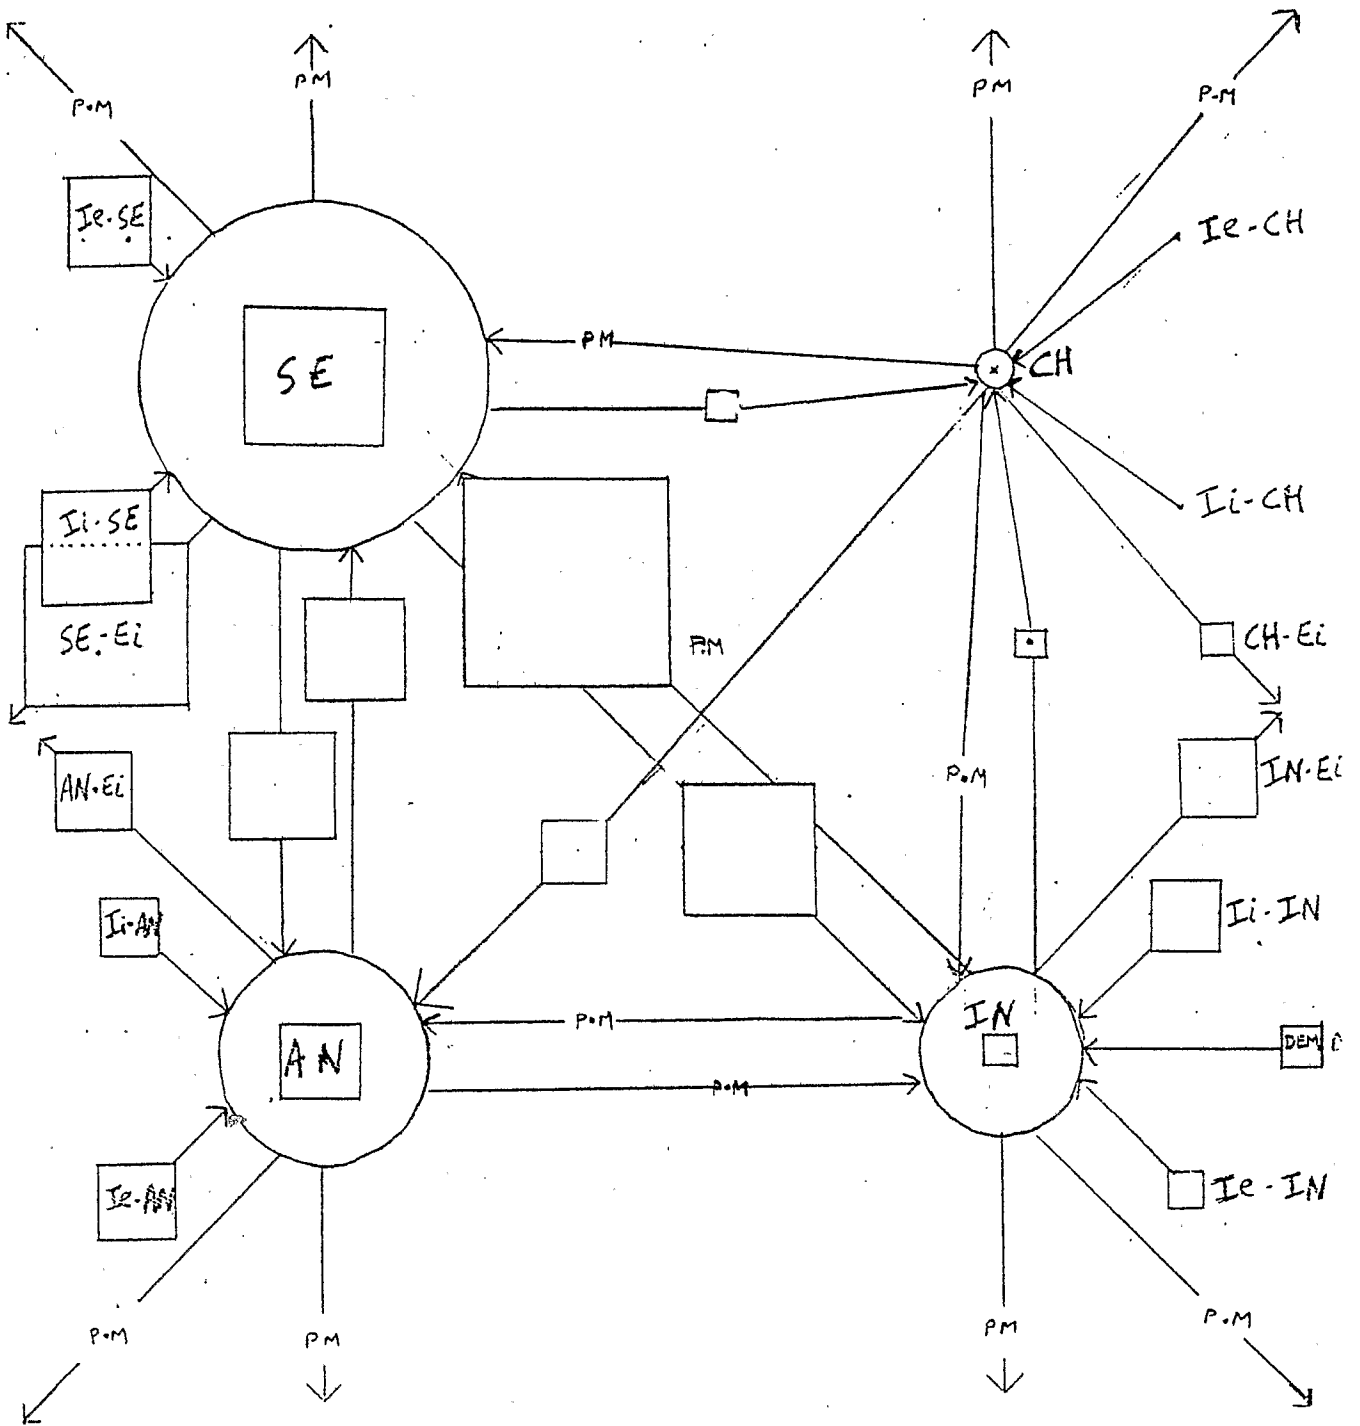 P.M
PM
PM
P.M
Ie.SE
Ie-CH
PM
CH
SE
Ii-SE
Ii-CH
SE-Ei
P.M
CH-Ei
AN.Ei
P.M
IN-Ei
Ii-AN
Ii-IN
IN
P.M
AN
DEM
P.M
Ie-AN
Ie-IN
P.M
PM
PM
P.M